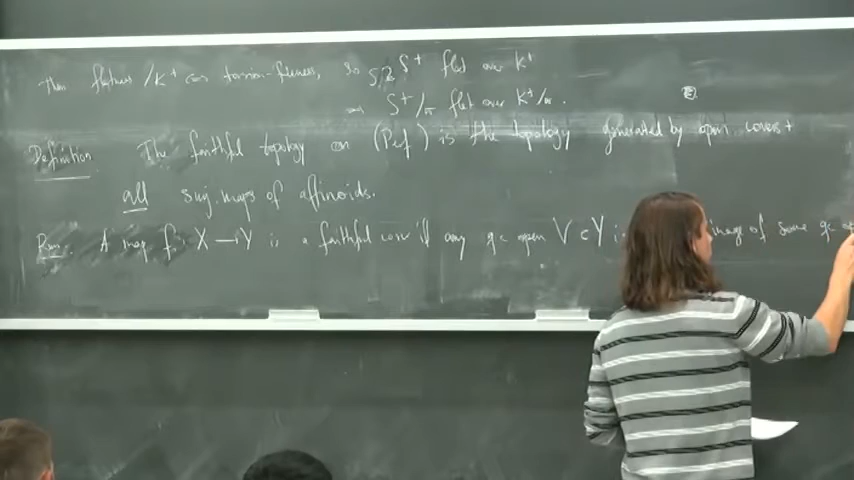 Then flatness /K⁺ is torsion-freeness, so S⁺ flat over K⁺
⇒ S⁺/ϖ flat over K⁺/ϖ.
Definition The faithful topology on (Perf) is the topology generated by open covers +
all surj. maps of affinoids.
Rem. A map f: X → Y is a faithful cover if any qc open V ⊂ Y is image of some qc